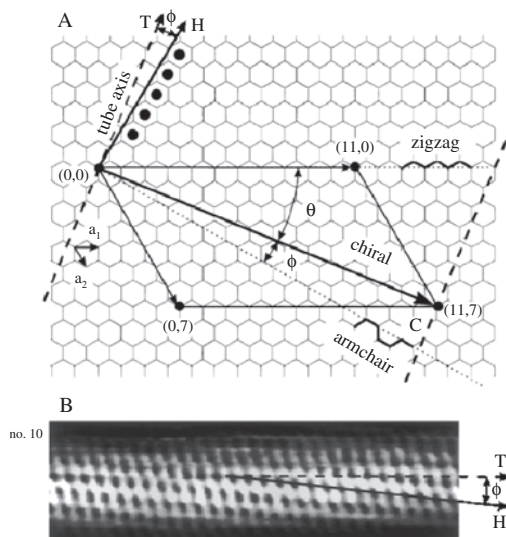 A
T
ϕ
H
tube axis
(0,0)
(11,0)
zigzag
θ
a1
a2
chiral
ϕ
(0,7)
C
(11,7)
armchair
B
no. 10
T
ϕ
H